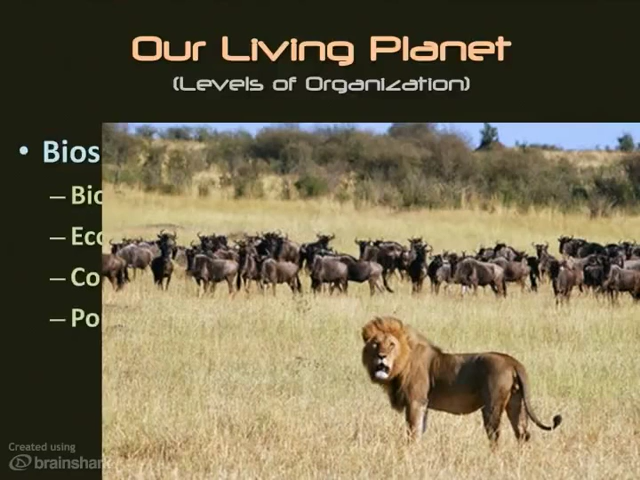 Our Living Planet
(Levels of Organization)
• Bios
– Bio
– Eco
– Co
– Po
Created using
brainshark